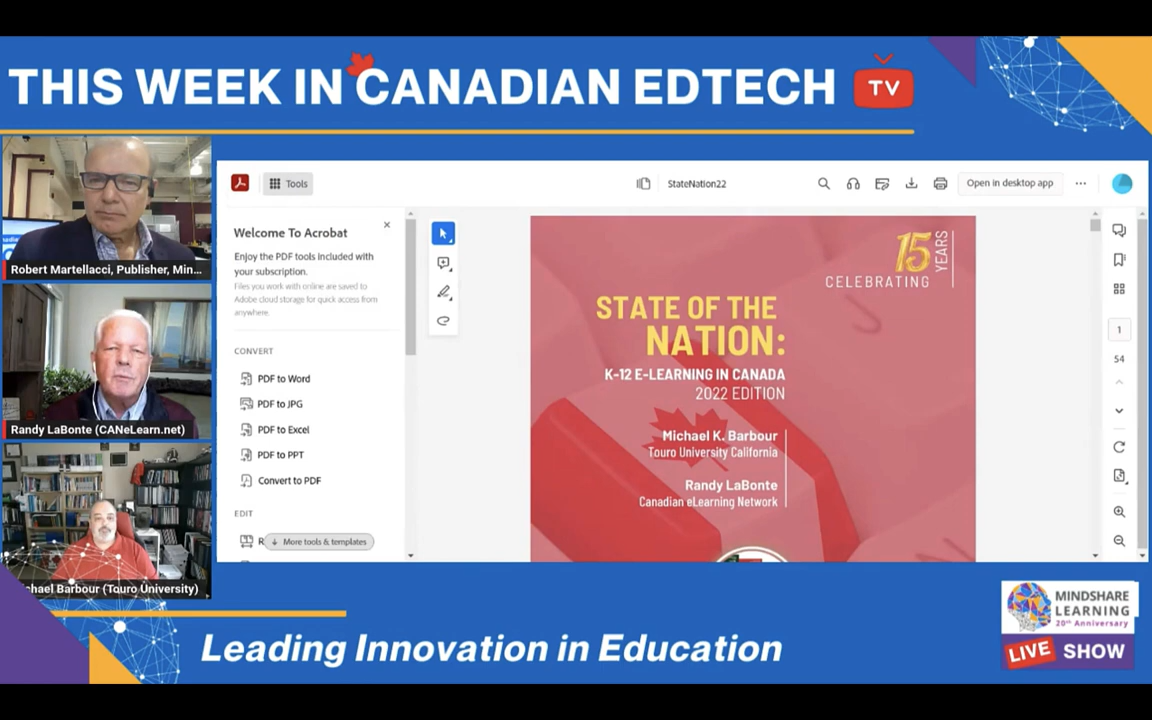 THIS WEEK IN CANADIAN EDTECH
TV
Robert Martellacci, Publisher, Min...
Randy LaBonte (CANeLearn.net)
chael Barbour (Touro University)
Tools
StateNation22
Open in desktop app
Welcome To Acrobat
Enjoy the PDF tools included with
your subscription.
Files you work with online are saved to
Adobe cloud storage for quick access from
anywhere.
CONVERT
PDF to Word
PDF to JPG
PDF to Excel
PDF to PPT
Convert to PDF
EDIT
R
More tools & templates
15
YEARS
CELEBRATING
STATE OF THE
NATION:
K-12 E-LEARNING IN CANADA
2022 EDITION
Michael K. Barbour
Touro University California
Randy LaBonte
Canadian eLearning Network
1
54
Leading Innovation in Education
MINDSHARE
LEARNING
20th Anniversary
LIVE SHOW